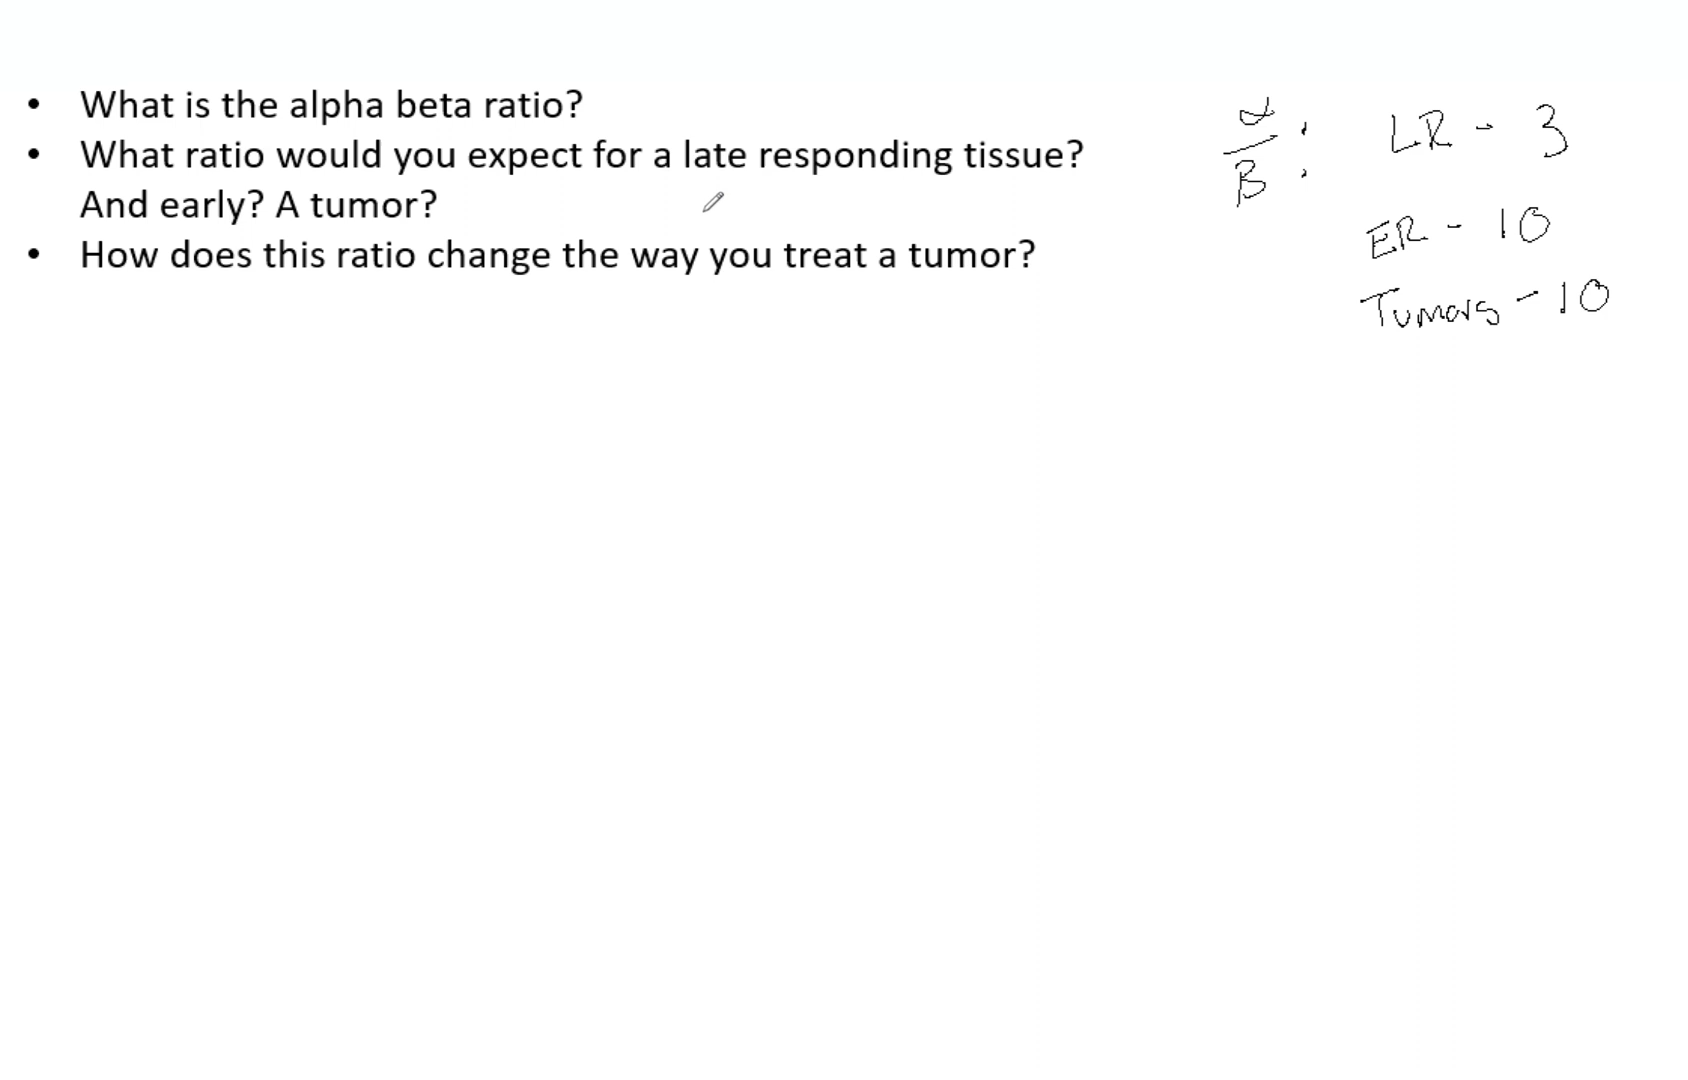 • What is the alpha beta ratio?
• What ratio would you expect for a late responding tissue?
And early? A tumor?
• How does this ratio change the way you treat a tumor?
α/β : LR - 3
ER - 10
Tumors - 10